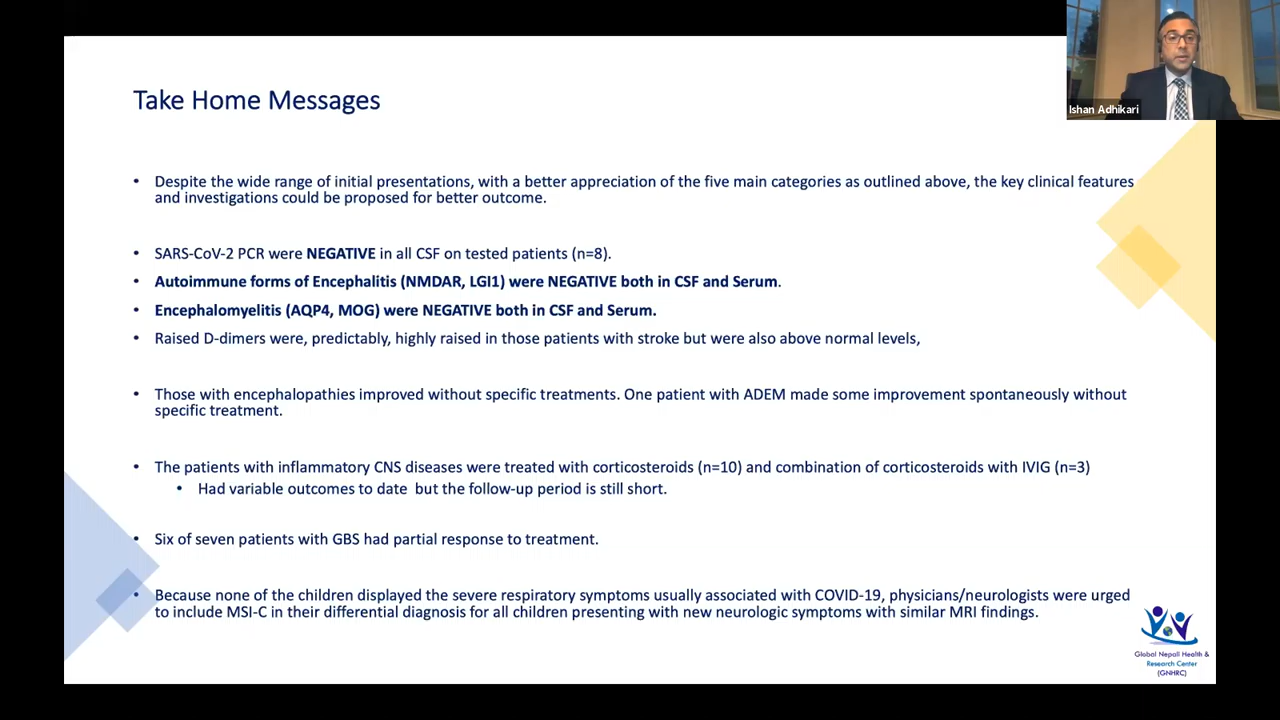 Ishan Adhikari
Take Home Messages
• Despite the wide range of initial presentations, with a better appreciation of the five main categories as outlined above, the key clinical features
and investigations could be proposed for better outcome.
• SARS-CoV-2 PCR were NEGATIVE in all CSF on tested patients (n=8).
• Autoimmune forms of Encephalitis (NMDAR, LGI1) were NEGATIVE both in CSF and Serum.
• Encephalomyelitis (AQP4, MOG) were NEGATIVE both in CSF and Serum.
• Raised D-dimers were, predictably, highly raised in those patients with stroke but were also above normal levels,
• Those with encephalopathies improved without specific treatments. One patient with ADEM made some improvement spontaneously without
specific treatment.
• The patients with inflammatory CNS diseases were treated with corticosteroids (n=10) and combination of corticosteroids with IVIG (n=3)
• Had variable outcomes to date but the follow-up period is still short.
• Six of seven patients with GBS had partial response to treatment.
• Because none of the children displayed the severe respiratory symptoms usually associated with COVID-19, physicians/neurologists were urged
to include MSI-C in their differential diagnosis for all children presenting with new neurologic symptoms with similar MRI findings.
Global Nepali Health &
Research Center
(GNHRC)